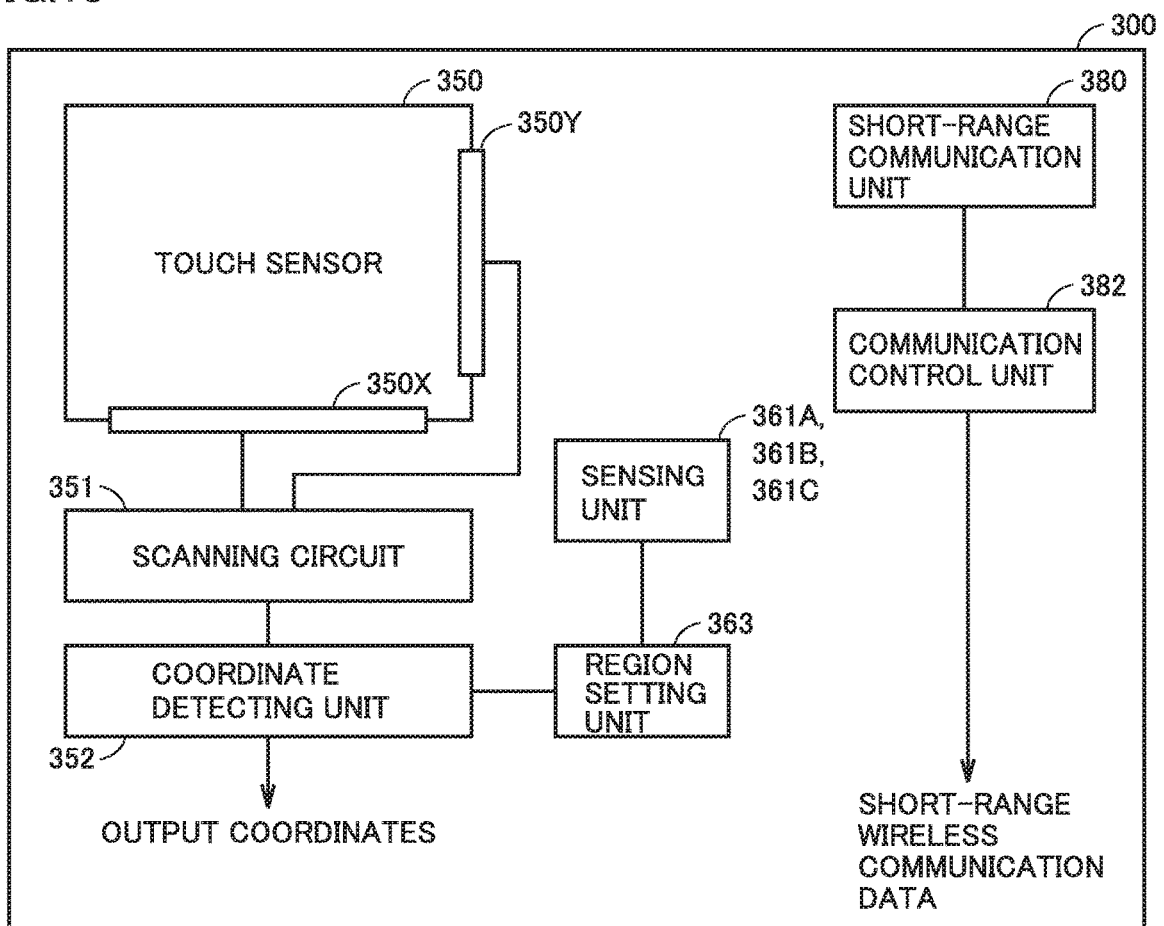 300
350
350Y
TOUCH SENSOR
350X
380
SHORT-RANGE
COMMUNICATION
UNIT
382
COMMUNICATION
CONTROL UNIT
361A,
361B,
361C
SENSING
UNIT
351
SCANNING CIRCUIT
363
REGION
SETTING
UNIT
COORDINATE
DETECTING UNIT
352
OUTPUT COORDINATES
SHORT-RANGE
WIRELESS
COMMUNICATION
DATA